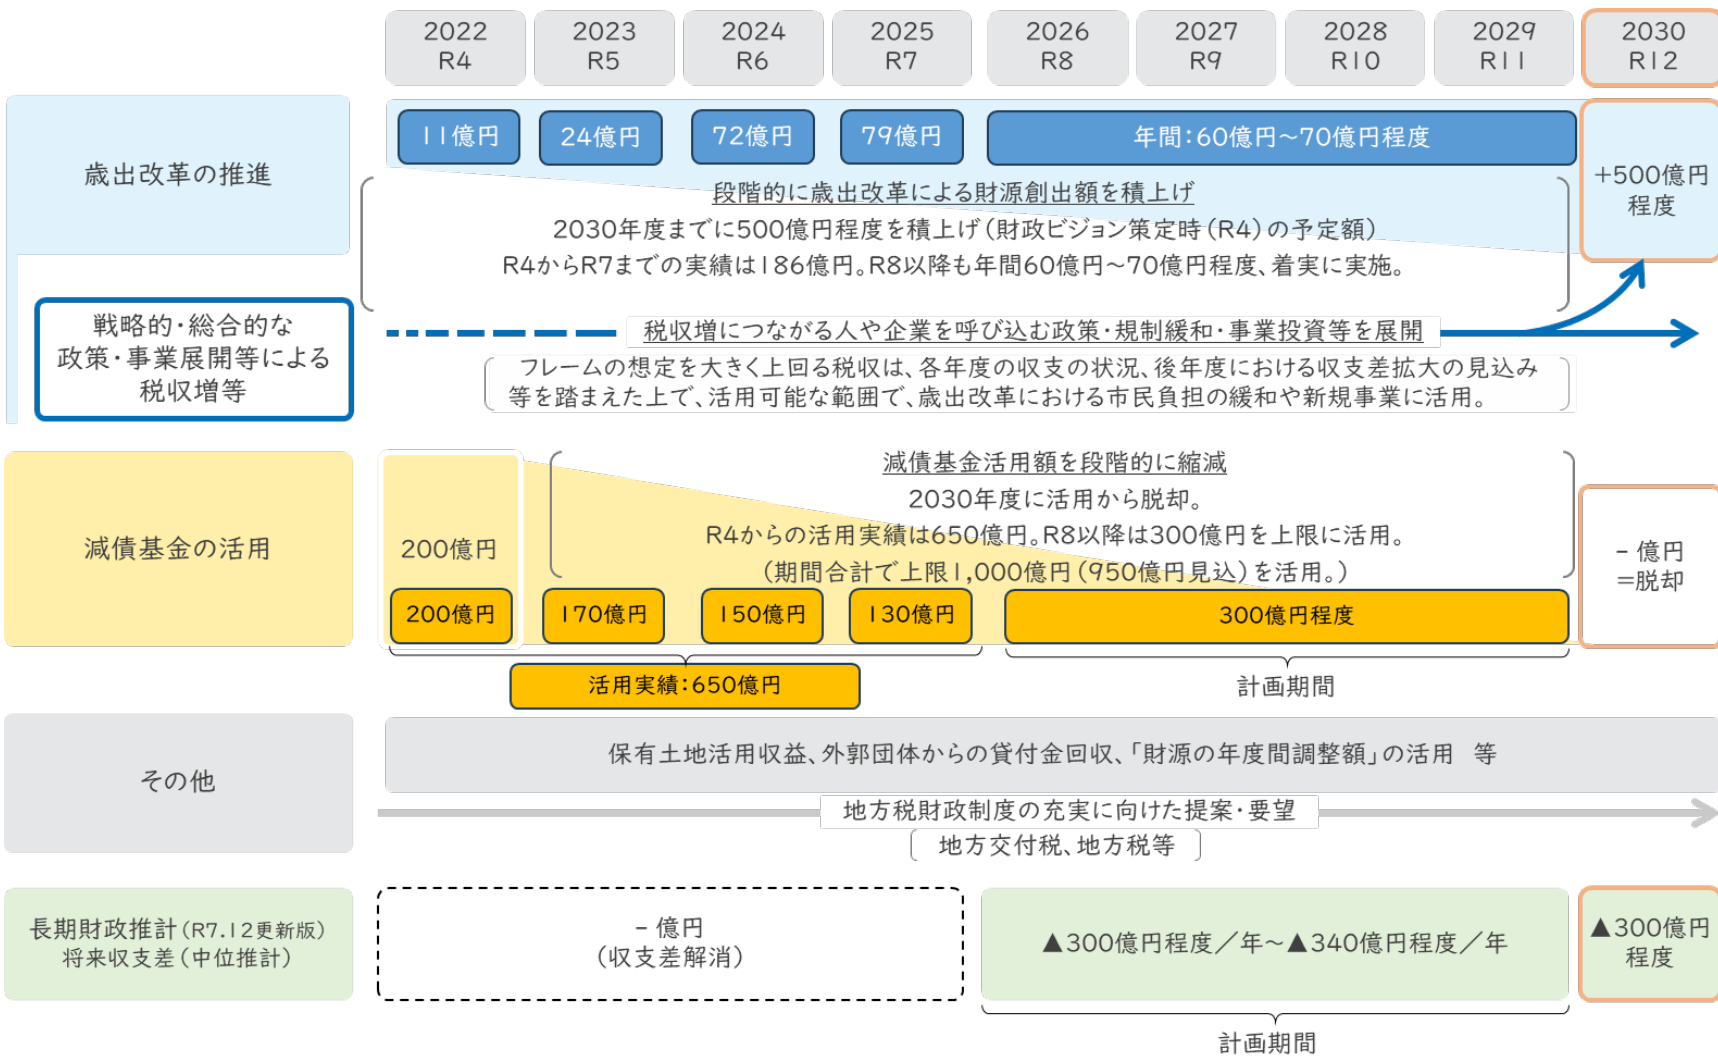 2022
R4
2023
R5
2024
R6
2025
R7
2026
R8
2027
R9
2028
R10
2029
R11
2030
R12
歳出改革の推進
11億円
24億円
72億円
79億円
年間：60億円～70億円程度
+500億円
程度
段階的に歳出改革による財源創出額を積上げ
2030年度までに500億円程度を積上げ（財政ビジョン策定時（R4）の予定額）
R4からR7までの実績は186億円。R8以降も年間60億円～70億円程度、着実に実施。
戦略的・総合的な
政策・事業展開等による
税収増等
税収増につながる人や企業を呼び込む政策・規制緩和・事業投資等を展開
フレームの想定を大きく上回る税収は、各年度の収支の状況、後年度における収支差拡大の見込み
等を踏まえた上で、活用可能な範囲で、歳出改革における市民負担の緩和や新規事業に活用。
減債基金の活用
200億円
減債基金活用額を段階的に縮減
2030年度に活用から脱却。
R4からの活用実績は650億円。R8以降は300億円を上限に活用。
（期間合計で上限1,000億円（950億円見込）を活用。）
- 億円
=脱却
200億円
170億円
150億円
130億円
300億円程度
活用実績：650億円
計画期間
その他
保有土地活用収益、外郭団体からの貸付金回収、「財源の年度間調整額」の活用　等
地方税財政制度の充実に向けた提案・要望
地方交付税、地方税等
長期財政推計（R7.12更新版）
将来収支差（中位推計）
- 億円
（収支差解消）
▲300億円程度／年～▲340億円程度／年
▲300億円
程度
計画期間